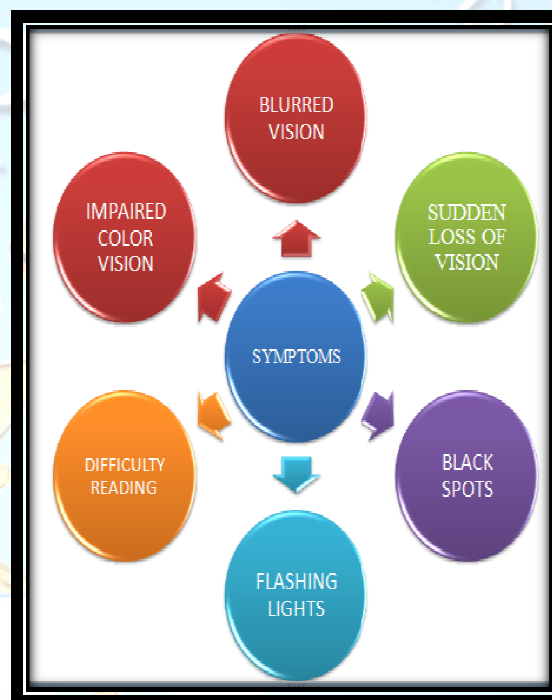 BLURRED
VISION
SUDDEN
LOSS OF
VISION
BLACK
SPOTS
FLASHING
LIGHTS
DIFFICULTY
READING
IMPAIRED
COLOR
VISION
SYMPTOMS